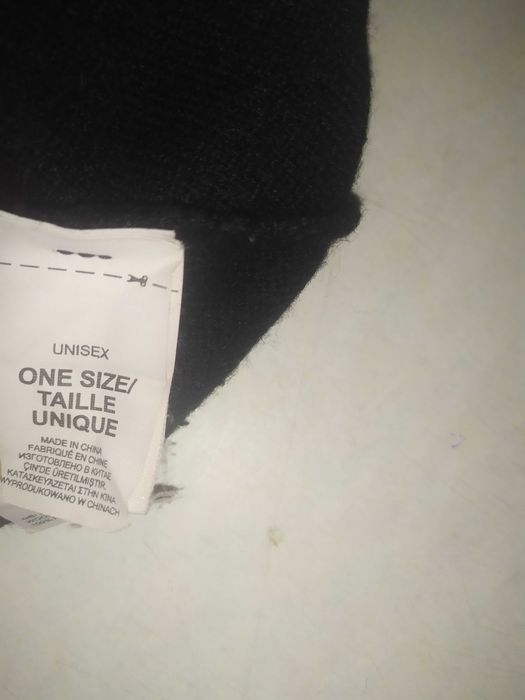 UNISEX
ONE SIZE/
TAILLE
UNIQUE
MADE IN CHINA
FABRIQUÉ EN CHINE
ИЗГОТОВЛЕНО В КИТАЕ
ÇİN'DE ÜRETİLMİŞTİR.
ΚΑΤΑΣΚΕΥΑΖΕΤΑΙ ΣΤΗΝ ΚΙΝΑ
WYPRODUKOWANO W CHINACH